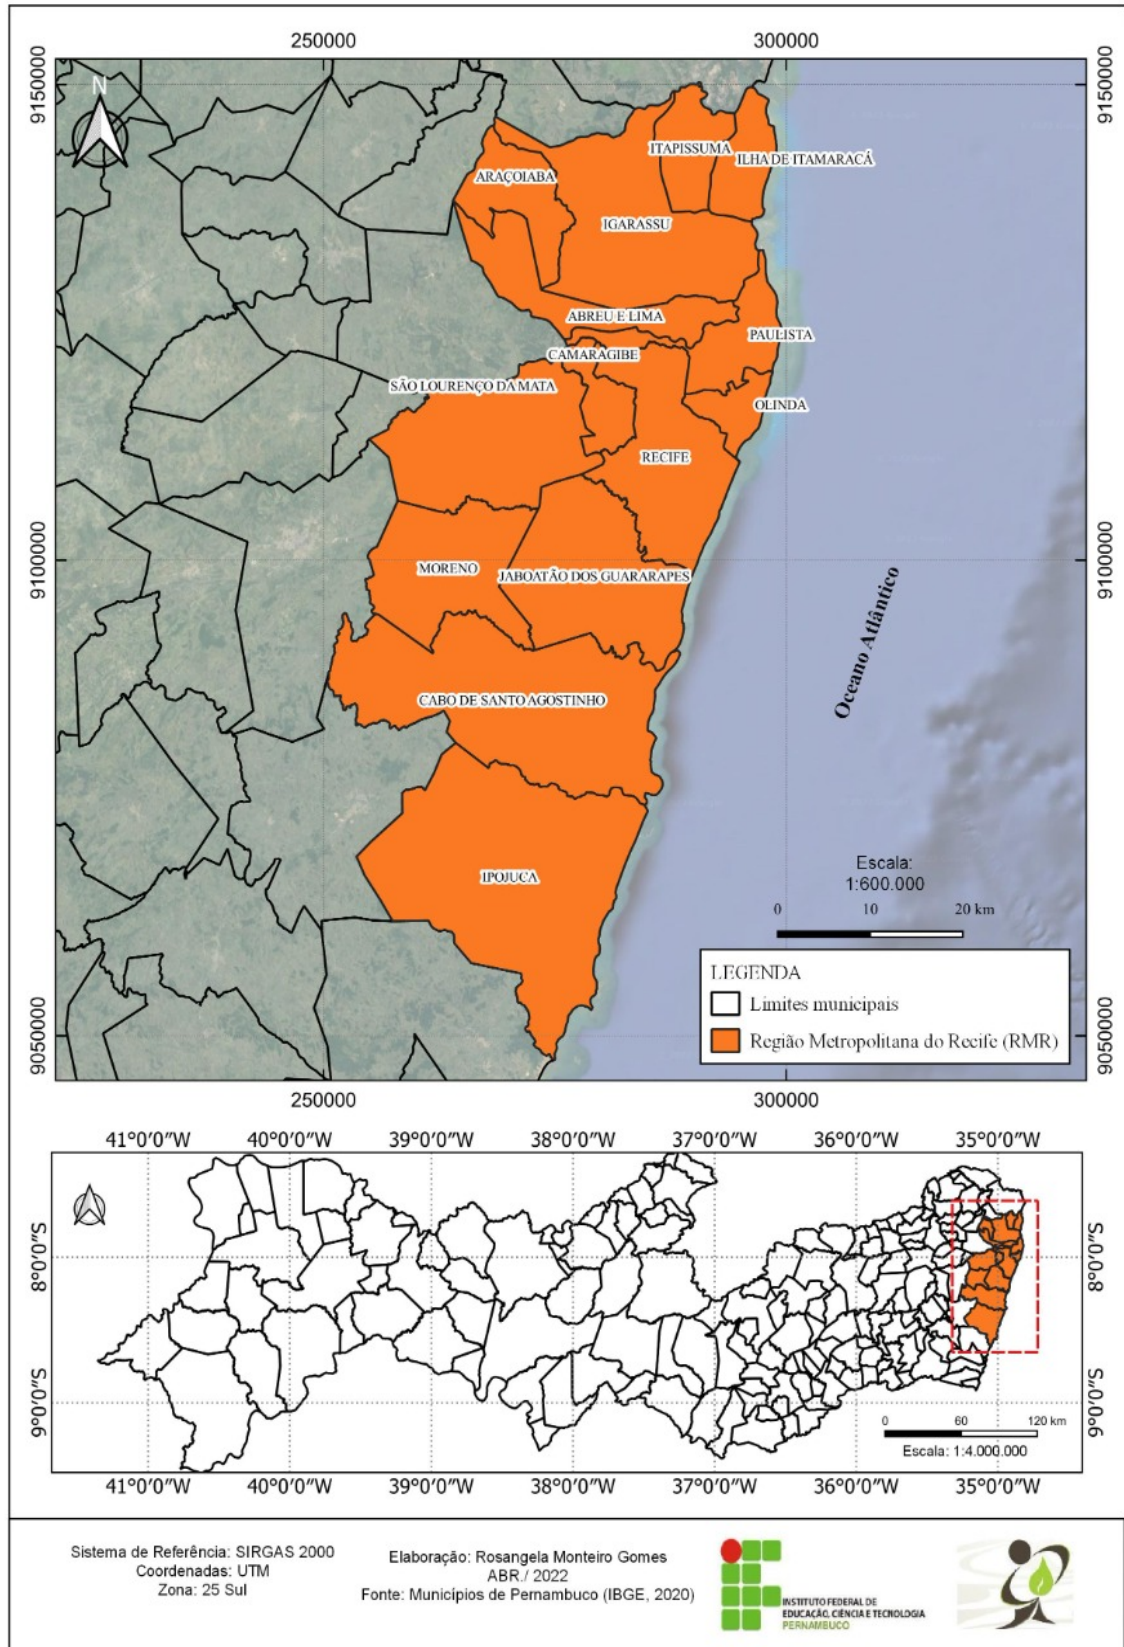 250000
300000
9150000
9150000
N
ITAPISSUMA
ILHA DE ITAMARACÁ
ARAÇOIABA
IGARASSU
ABREU E LIMA
PAULISTA
CAMARAGIBE
SÃO LOURENÇO DA MATA
OLINDA
RECIFE
9100000
9100000
MORENO
JABOATÃO DOS GUARARAPES
Oceano Atlântico
CABO DE SANTO AGOSTINHO
IPOJUCA
Escala:
1:600.000
0 10 20 km
LEGENDA
Limites municipais
Região Metropolitana do Recife (RMR)
9050000
9050000
250000
300000
41°0'0"W 40°0'0"W 39°0'0"W 38°0'0"W 37°0'0"W 36°0'0"W 35°0'0"W
8°0'0"S
8°0'0"S
9°0'0"S
9°0'0"S
0 60 120 km
Escala: 1:4.000.000
41°0'0"W 40°0'0"W 39°0'0"W 38°0'0"W 37°0'0"W 36°0'0"W 35°0'0"W
Sistema de Referência: SIRGAS 2000
Coordenadas: UTM
Zona: 25 Sul
Elaboração: Rosangela Monteiro Gomes
ABR./ 2022
Fonte: Municípios de Pernambuco (IBGE, 2020)
INSTITUTO FEDERAL DE
EDUCAÇÃO, CIÊNCIA E TECNOLOGIA
PERNAMBUCO